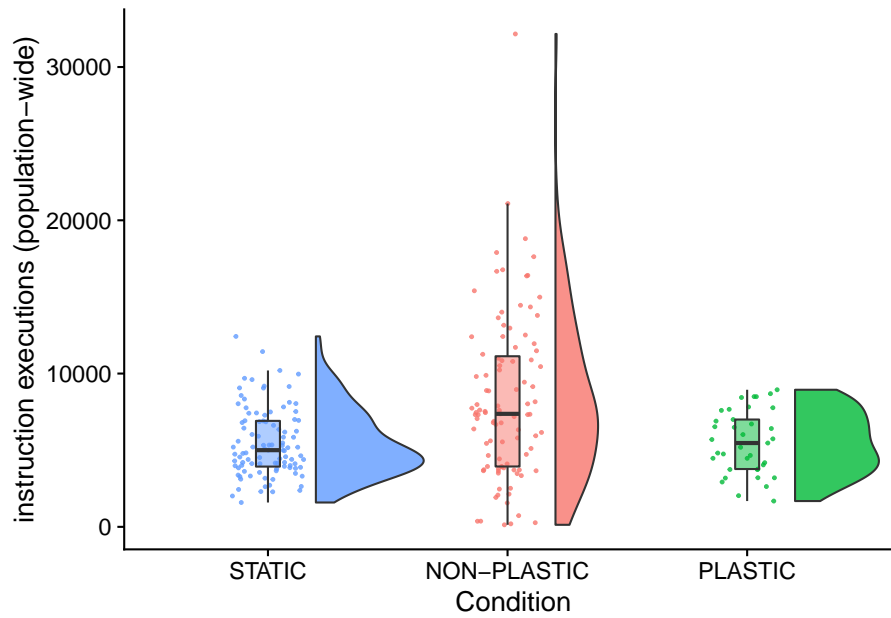 instruction executions (population−wide)
30000
20000
10000
0
STATIC
NON−PLASTIC
PLASTIC
Condition